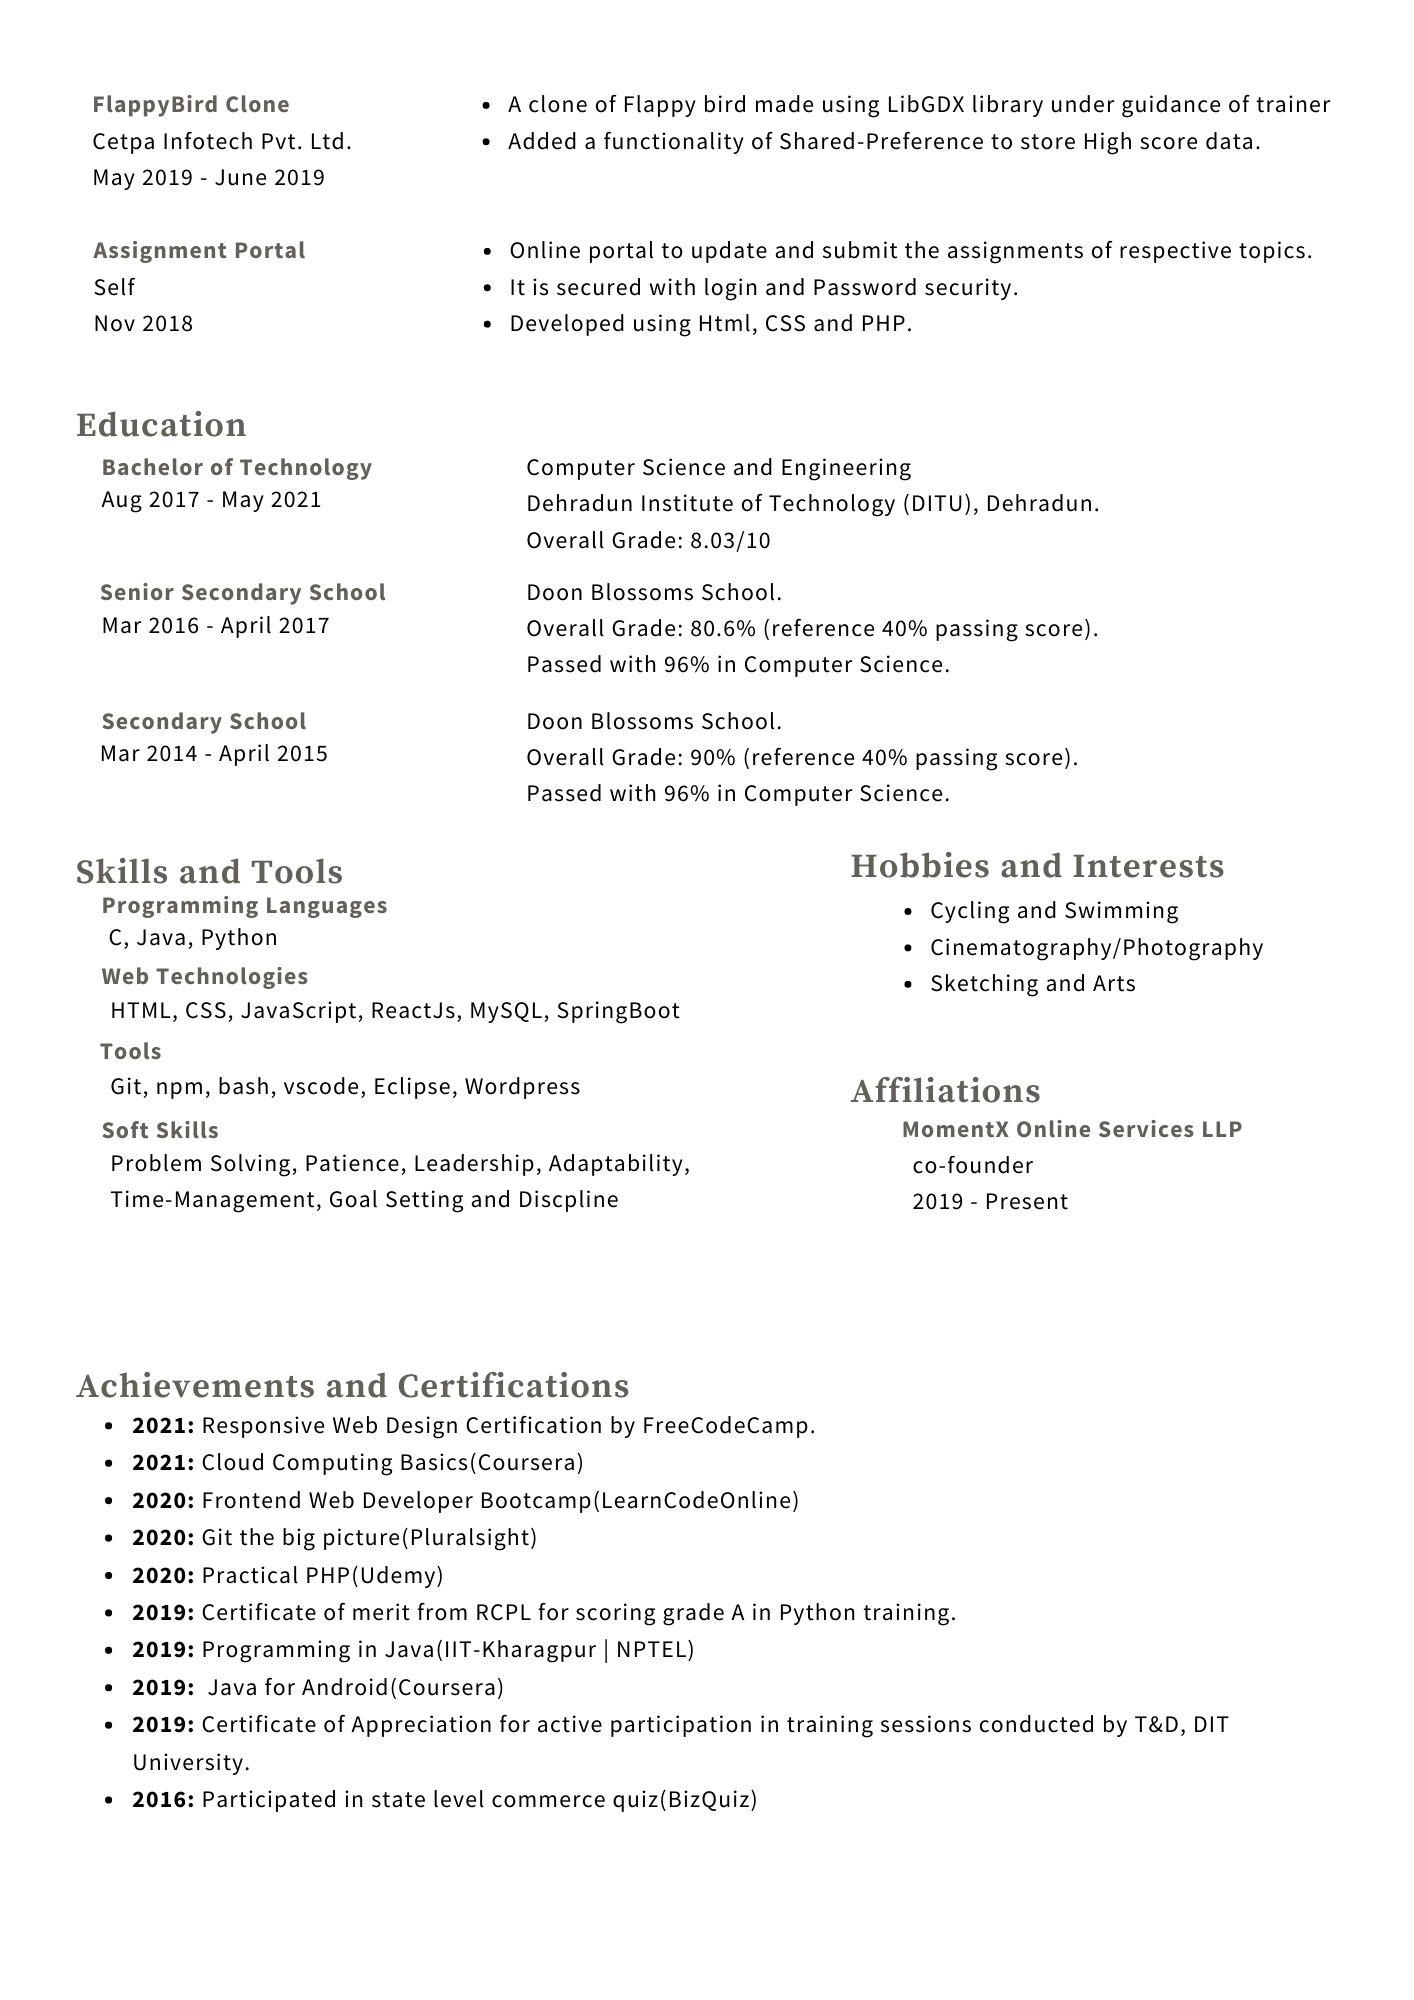 FlappyBird Clone
Cetpa Infotech Pvt. Ltd.
May 2019 - June 2019
• A clone of Flappy bird made using LibGDX library under guidance of trainer
• Added a functionality of Shared-Preference to store High score data.
Assignment Portal
Self
Nov 2018
• Online portal to update and submit the assignments of respective topics.
• It is secured with login and Password security.
• Developed using Html, CSS and PHP.
Education
Bachelor of Technology
Aug 2017 - May 2021
Computer Science and Engineering
Dehradun Institute of Technology (DITU), Dehradun.
Overall Grade: 8.03/10
Senior Secondary School
Mar 2016 - April 2017
Doon Blossoms School.
Overall Grade: 80.6% (reference 40% passing score).
Passed with 96% in Computer Science.
Secondary School
Mar 2014 - April 2015
Doon Blossoms School.
Overall Grade: 90% (reference 40% passing score).
Passed with 96% in Computer Science.
Skills and Tools
Programming Languages
C, Java, Python
Web Technologies
HTML, CSS, JavaScript, ReactJs, MySQL, SpringBoot
Tools
Git, npm, bash, vscode, Eclipse, Wordpress
Soft Skills
Problem Solving, Patience, Leadership, Adaptability,
Time-Management, Goal Setting and Discpline
Hobbies and Interests
• Cycling and Swimming
• Cinematography/Photography
• Sketching and Arts
Affiliations
MomentX Online Services LLP
co-founder
2019 - Present
Achievements and Certifications
• 2021: Responsive Web Design Certification by FreeCodeCamp.
• 2021: Cloud Computing Basics(Coursera)
• 2020: Frontend Web Developer Bootcamp(LearnCodeOnline)
• 2020: Git the big picture(Pluralsight)
• 2020: Practical PHP(Udemy)
• 2019: Certificate of merit from RCPL for scoring grade A in Python training.
• 2019: Programming in Java(IIT-Kharagpur | NPTEL)
• 2019: Java for Android(Coursera)
• 2019: Certificate of Appreciation for active participation in training sessions conducted by T&D, DIT
University.
• 2016: Participated in state level commerce quiz(BizQuiz)